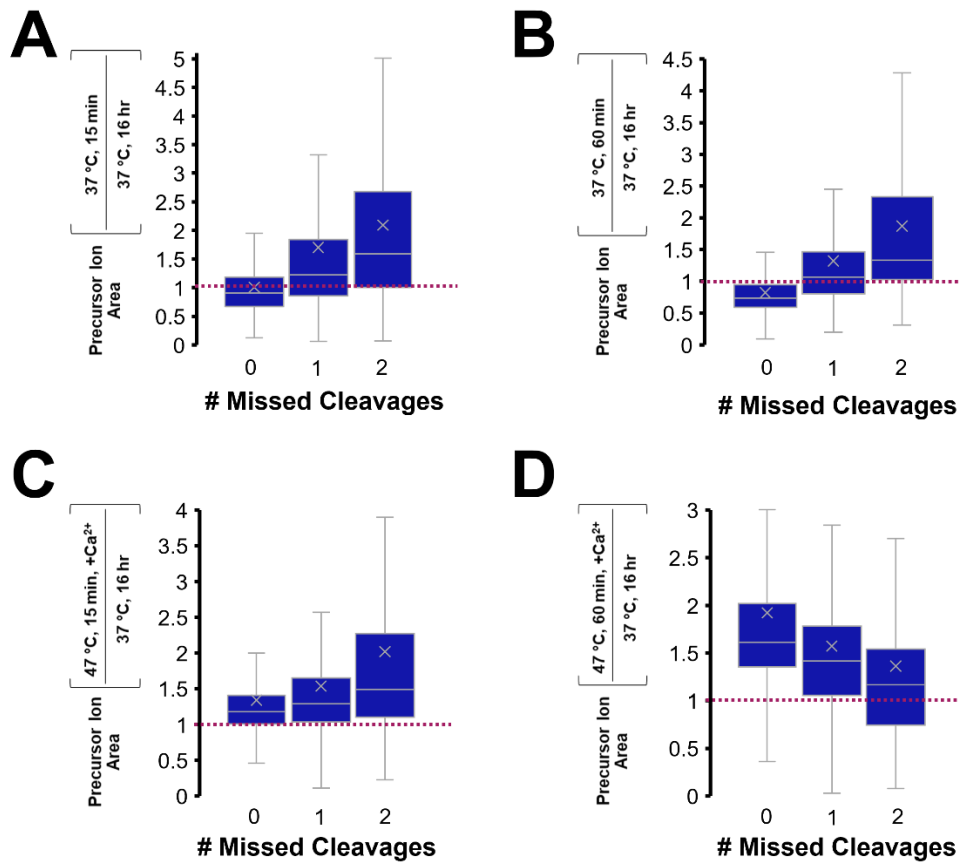 A
Precursor Ion
Area
37 °C, 15 min
37 °C, 16 hr
5
4.5
4
3.5
3
2.5
2
1.5
1
0.5
0
0 1 2
# Missed Cleavages
B
Precursor Ion
Area
37 °C, 60 min
37 °C, 16 hr
4.5
4
3.5
3
2.5
2
1.5
1
0.5
0
0 1 2
# Missed Cleavages
C
Precursor Ion
Area
47 °C, 15 min, +Ca²⁺
37 °C, 16 hr
4
3.5
3
2.5
2
1.5
1
0.5
0
0 1 2
# Missed Cleavages
D
Precursor Ion
Area
47 °C, 60 min, +Ca²⁺
37 °C, 16 hr
3
2.5
2
1.5
1
0.5
0
0 1 2
# Missed Cleavages